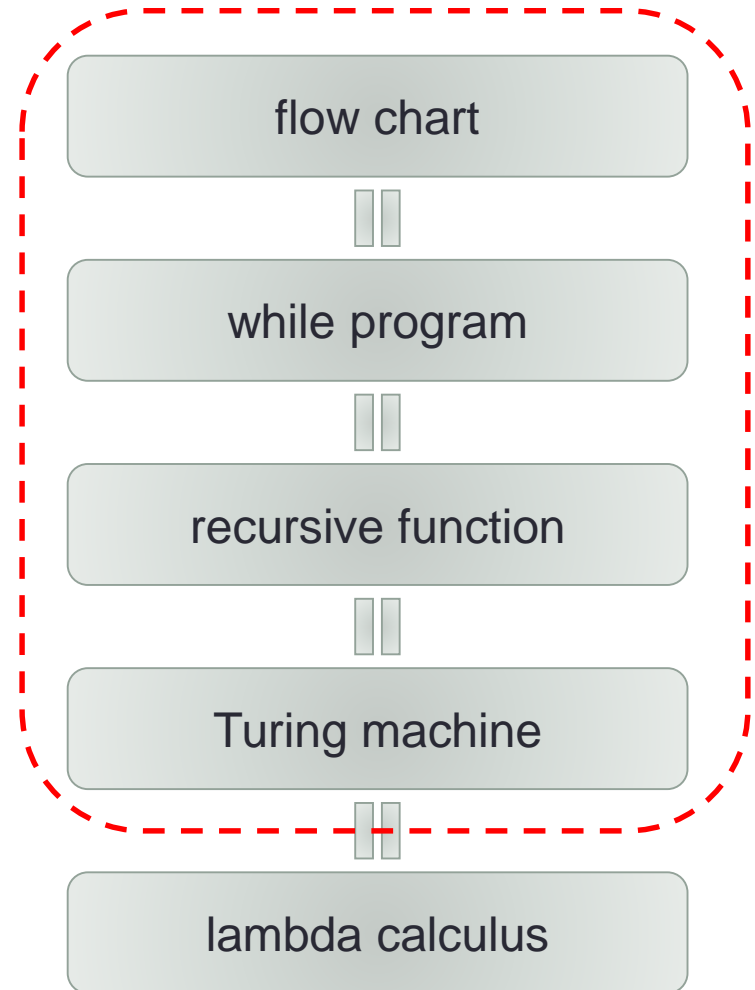 flow chart
while program
recursive function
Turing machine
lambda calculus